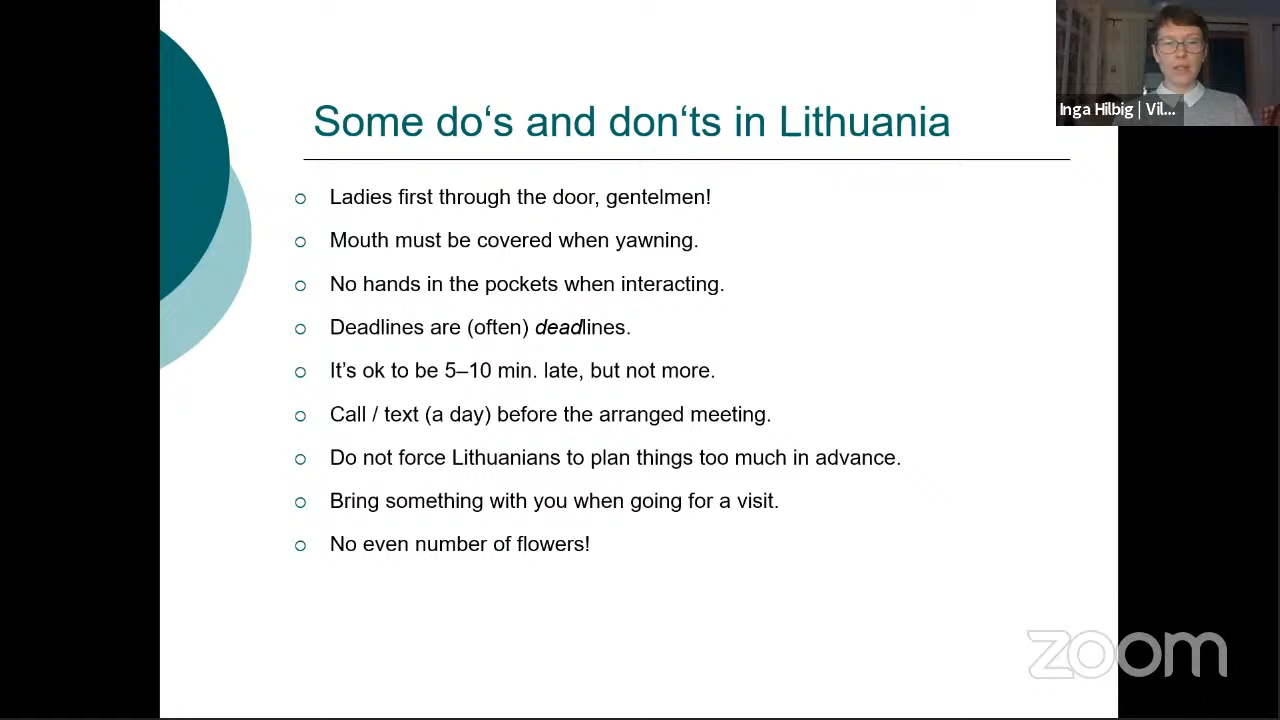 Some do‘s and don‘ts in Lithuania
Ladies first through the door, gentelmen!
Mouth must be covered when yawning.
No hands in the pockets when interacting.
Deadlines are (often) deadlines.
It’s ok to be 5–10 min. late, but not more.
Call / text (a day) before the arranged meeting.
Do not force Lithuanians to plan things too much in advance.
Bring something with you when going for a visit.
No even number of flowers!
Inga Hilbig | Vil...
zoom